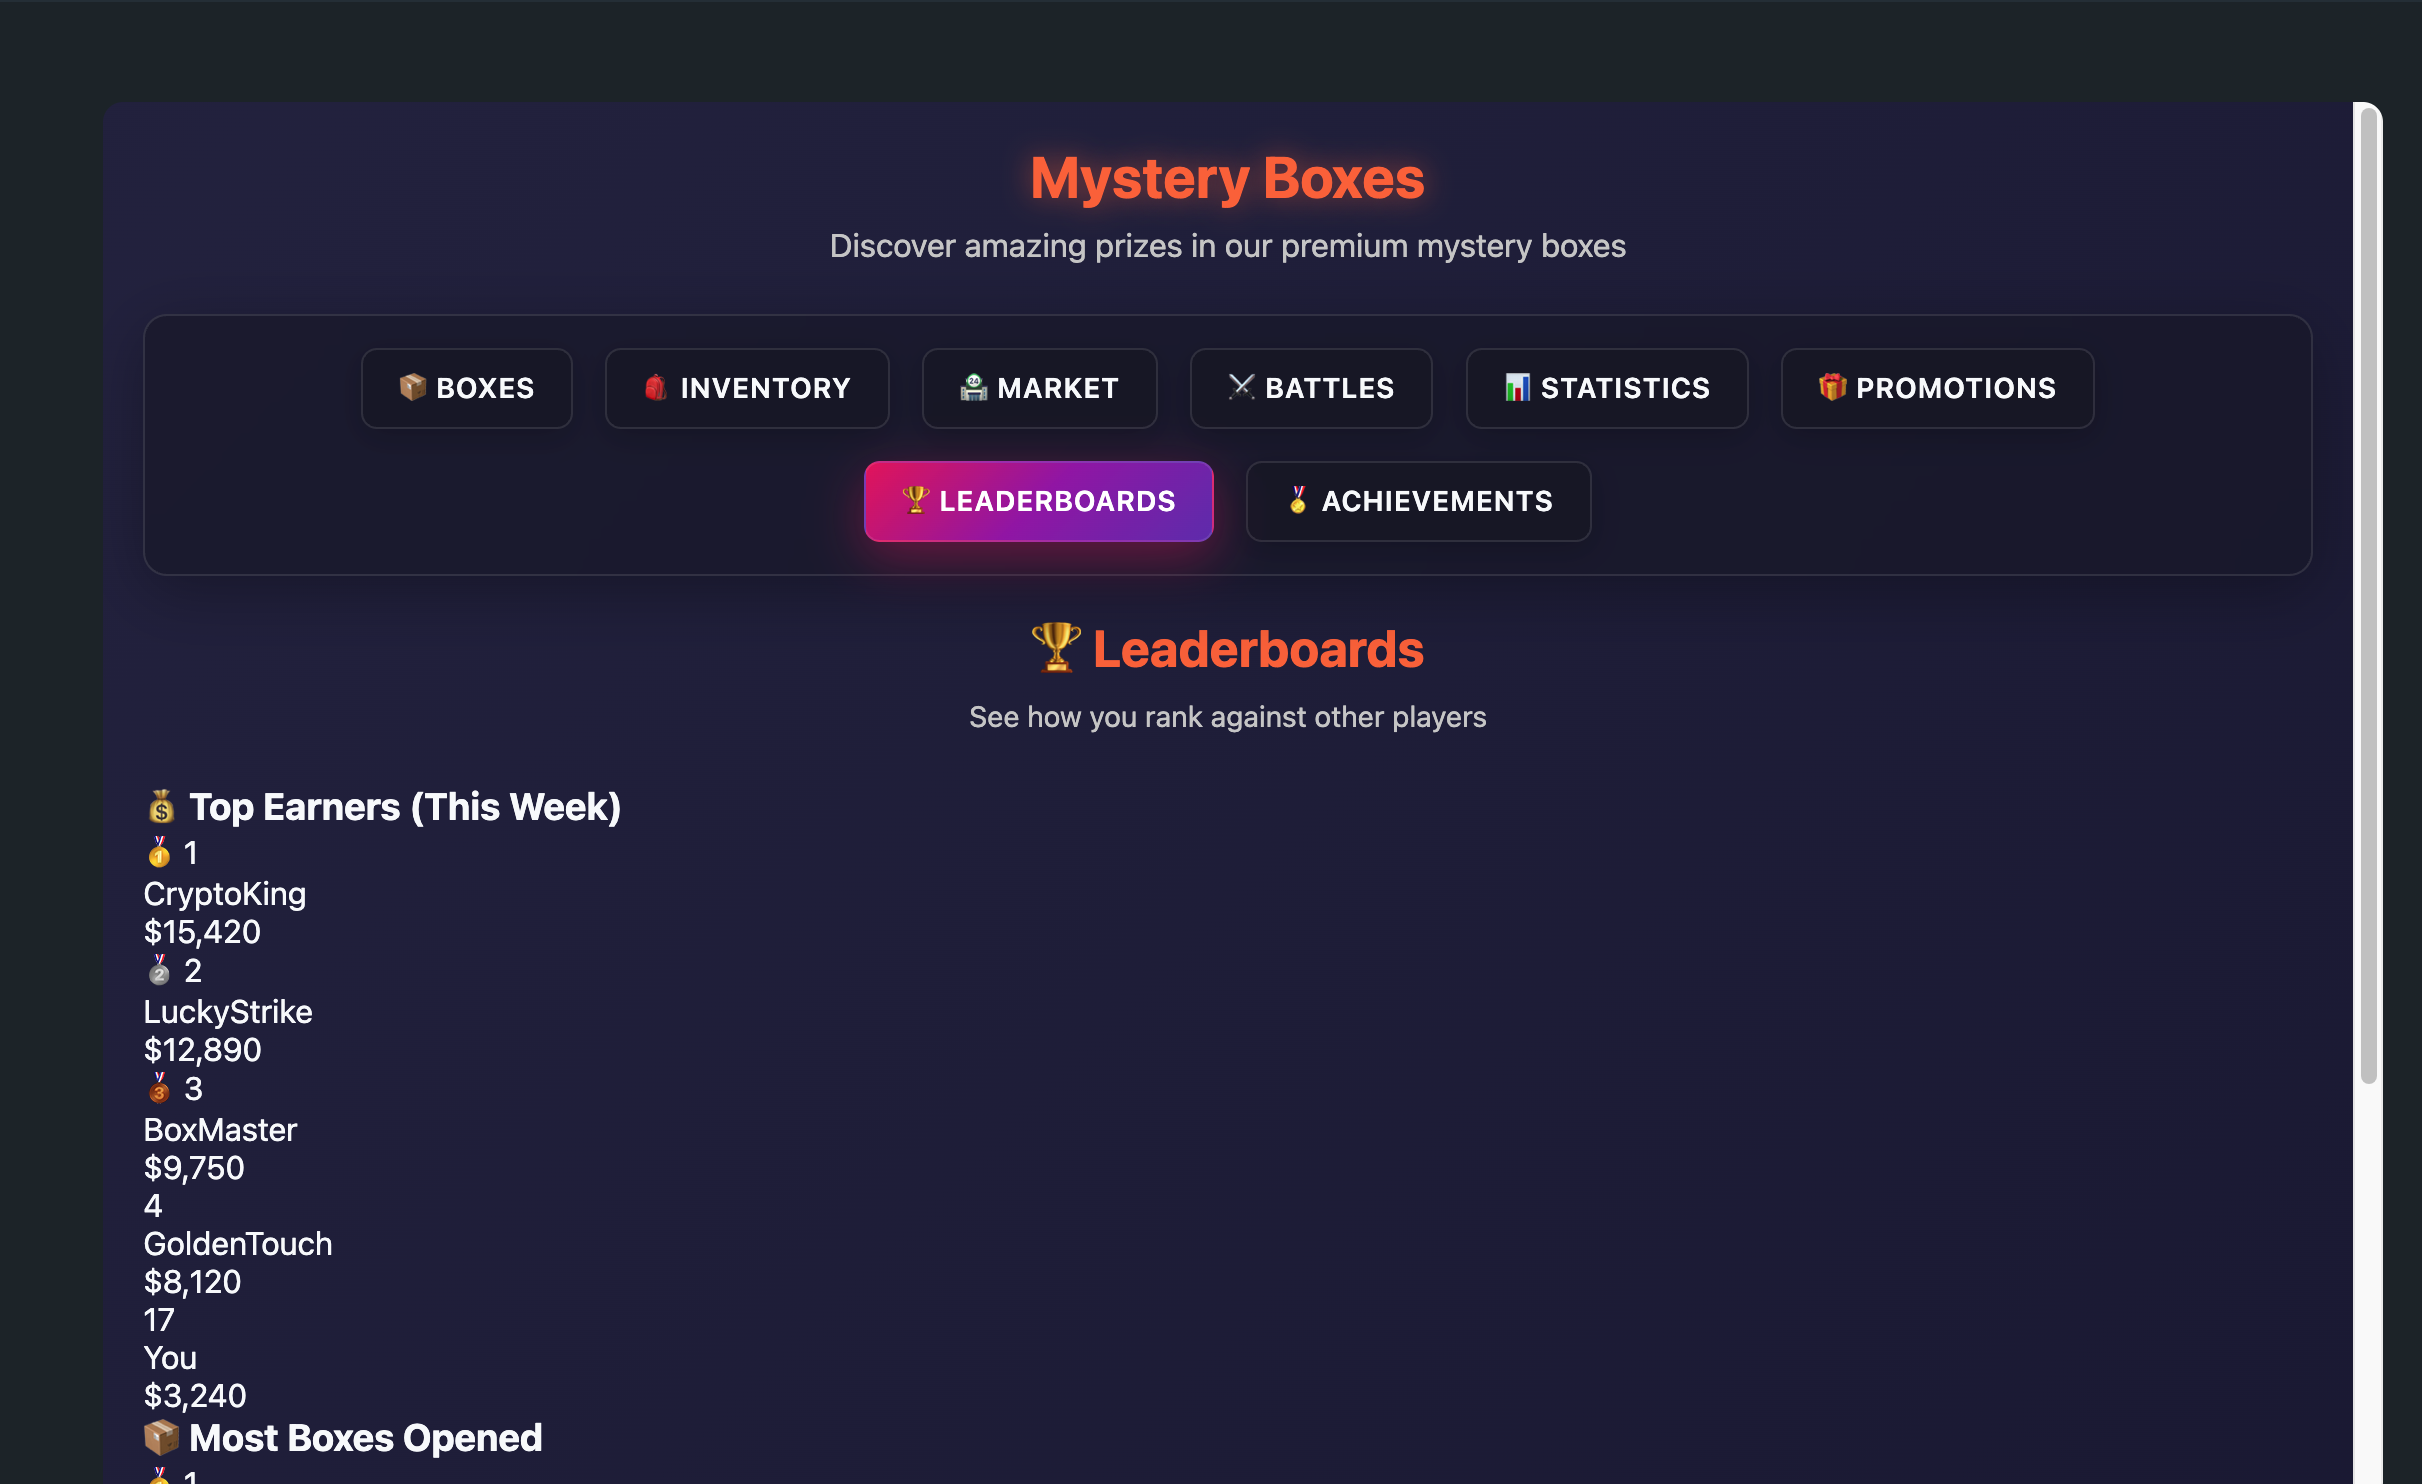 Mystery Boxes
Discover amazing prizes in our premium mystery boxes
📦 BOXES
🎒 INVENTORY
🏪 MARKET
⚔️ BATTLES
📊 STATISTICS
🎁 PROMOTIONS
🏆 LEADERBOARDS
🏅 ACHIEVEMENTS
🏆 Leaderboards
See how you rank against other players
💰 Top Earners (This Week)
🥇 1
CryptoKing
$15,420
🥈 2
LuckyStrike
$12,890
🥉 3
BoxMaster
$9,750
4
GoldenTouch
$8,120
17
You
$3,240
📦 Most Boxes Opened
🥇 1